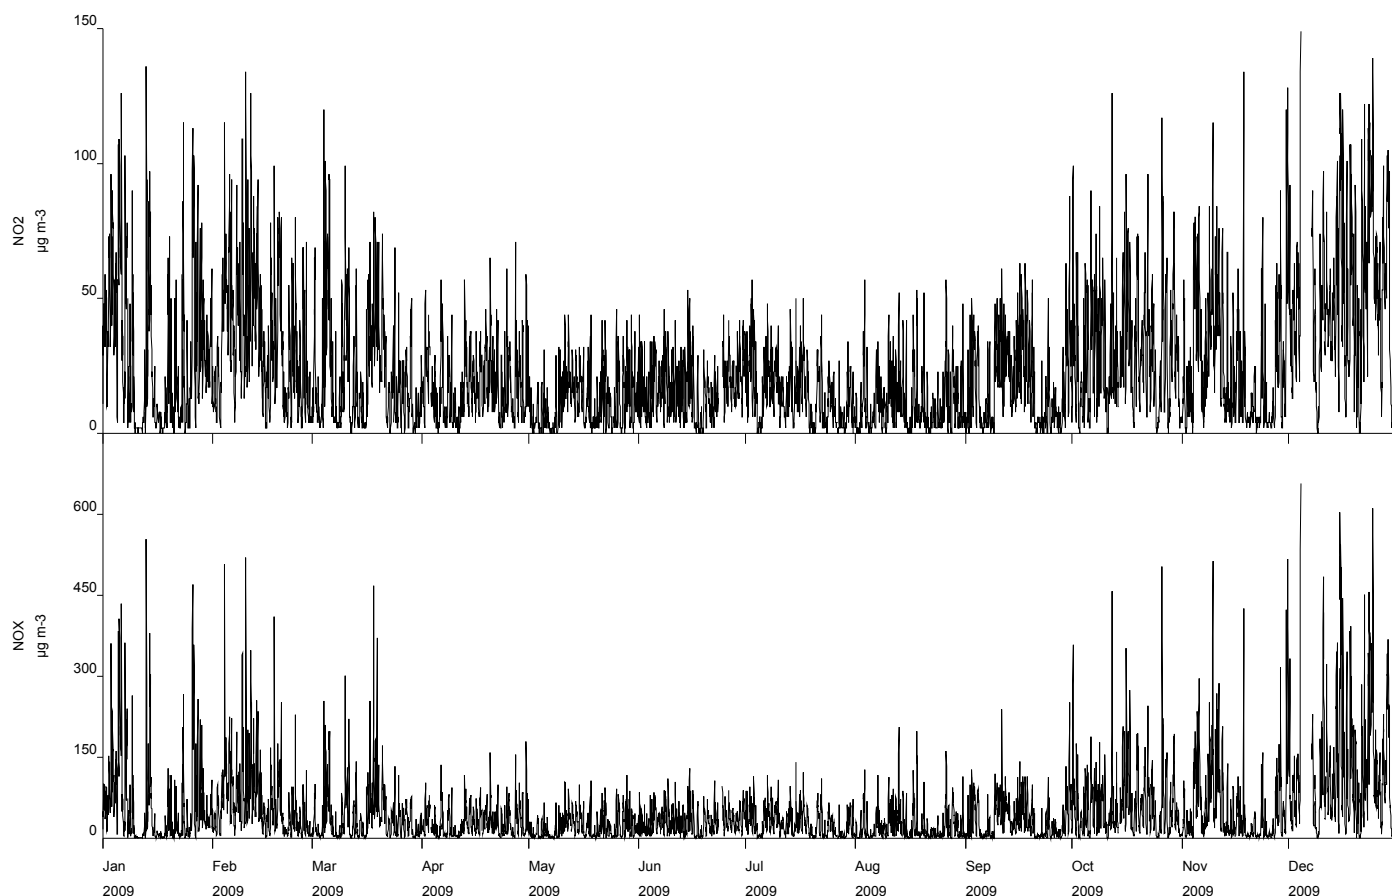 150
100
50
0
NO2
µg m-3
600
450
300
150
0
NOX
µg m-3
Jan Feb Mar Apr May Jun Jul Aug Sep Oct Nov Dec
2009 2009 2009 2009 2009 2009 2009 2009 2009 2009 2009 2009